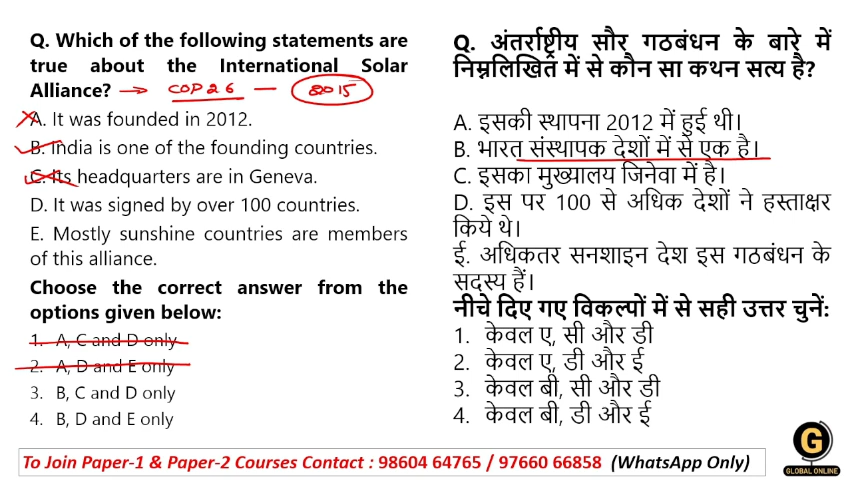 Q. Which of the following statements are
true about the International Solar
Alliance? → COP26 — 2015
A. It was founded in 2012.
B. India is one of the founding countries.
C. Its headquarters are in Geneva.
D. It was signed by over 100 countries.
E. Mostly sunshine countries are members
of this alliance.
Choose the correct answer from the
options given below:
1. A, C and D only
2. A, D and E only
3. B, C and D only
4. B, D and E only
Q. अंतर्राष्ट्रीय सौर गठबंधन के बारे में
निम्नलिखित में से कौन सा कथन सत्य है?
A. इसकी स्थापना 2012 में हुई थी।
B. भारत संस्थापक देशों में से एक है।
C. इसका मुख्यालय जिनेवा में है।
D. इस पर 100 से अधिक देशों ने हस्ताक्षर
किये थे।
ई. अधिकतर सनशाइन देश इस गठबंधन के
सदस्य हैं।
नीचे दिए गए विकल्पों में से सही उत्तर चुनें:
1. केवल ए, सी और डी
2. केवल ए, डी और ई
3. केवल बी, सी और डी
4. केवल बी, डी और ई
To Join Paper-1 & Paper-2 Courses Contact : 98604 64765 / 97660 66858 (WhatsApp Only)
G
GLOBAL ONLINE